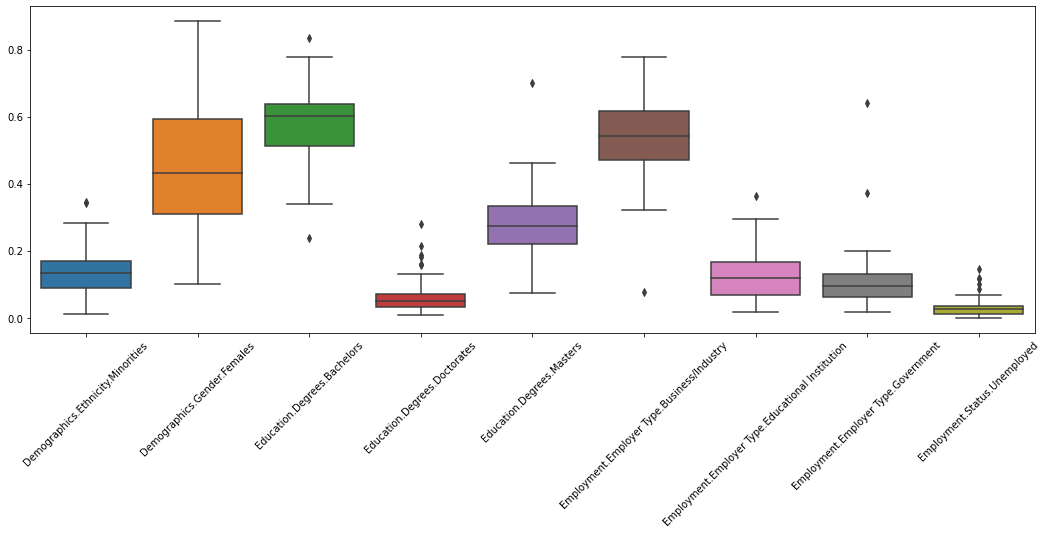 0.8
0.6
0.4
0.2
0.0
Demographics.Ethnicity.Minorities
Demographics.Gender.Females
Education.Degrees.Bachelors
Education.Degrees.Doctorates
Education.Degrees.Masters
Employment.Employer Type.Business/Industry
Employment.Employer Type.Educational Institution
Employment.Employer Type.Government
Employment.Status.Unemployed